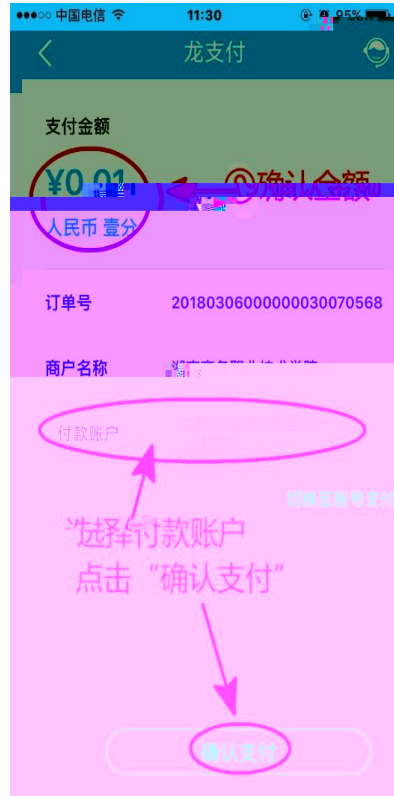 中国电信 11:30 95%
龙支付
支付金额
¥0.01 ①确认金额
人民币 壹分
订单号 20180306000000030070568
商户名称
付款账户
选择付款账户
点击“确认支付”
确认支付